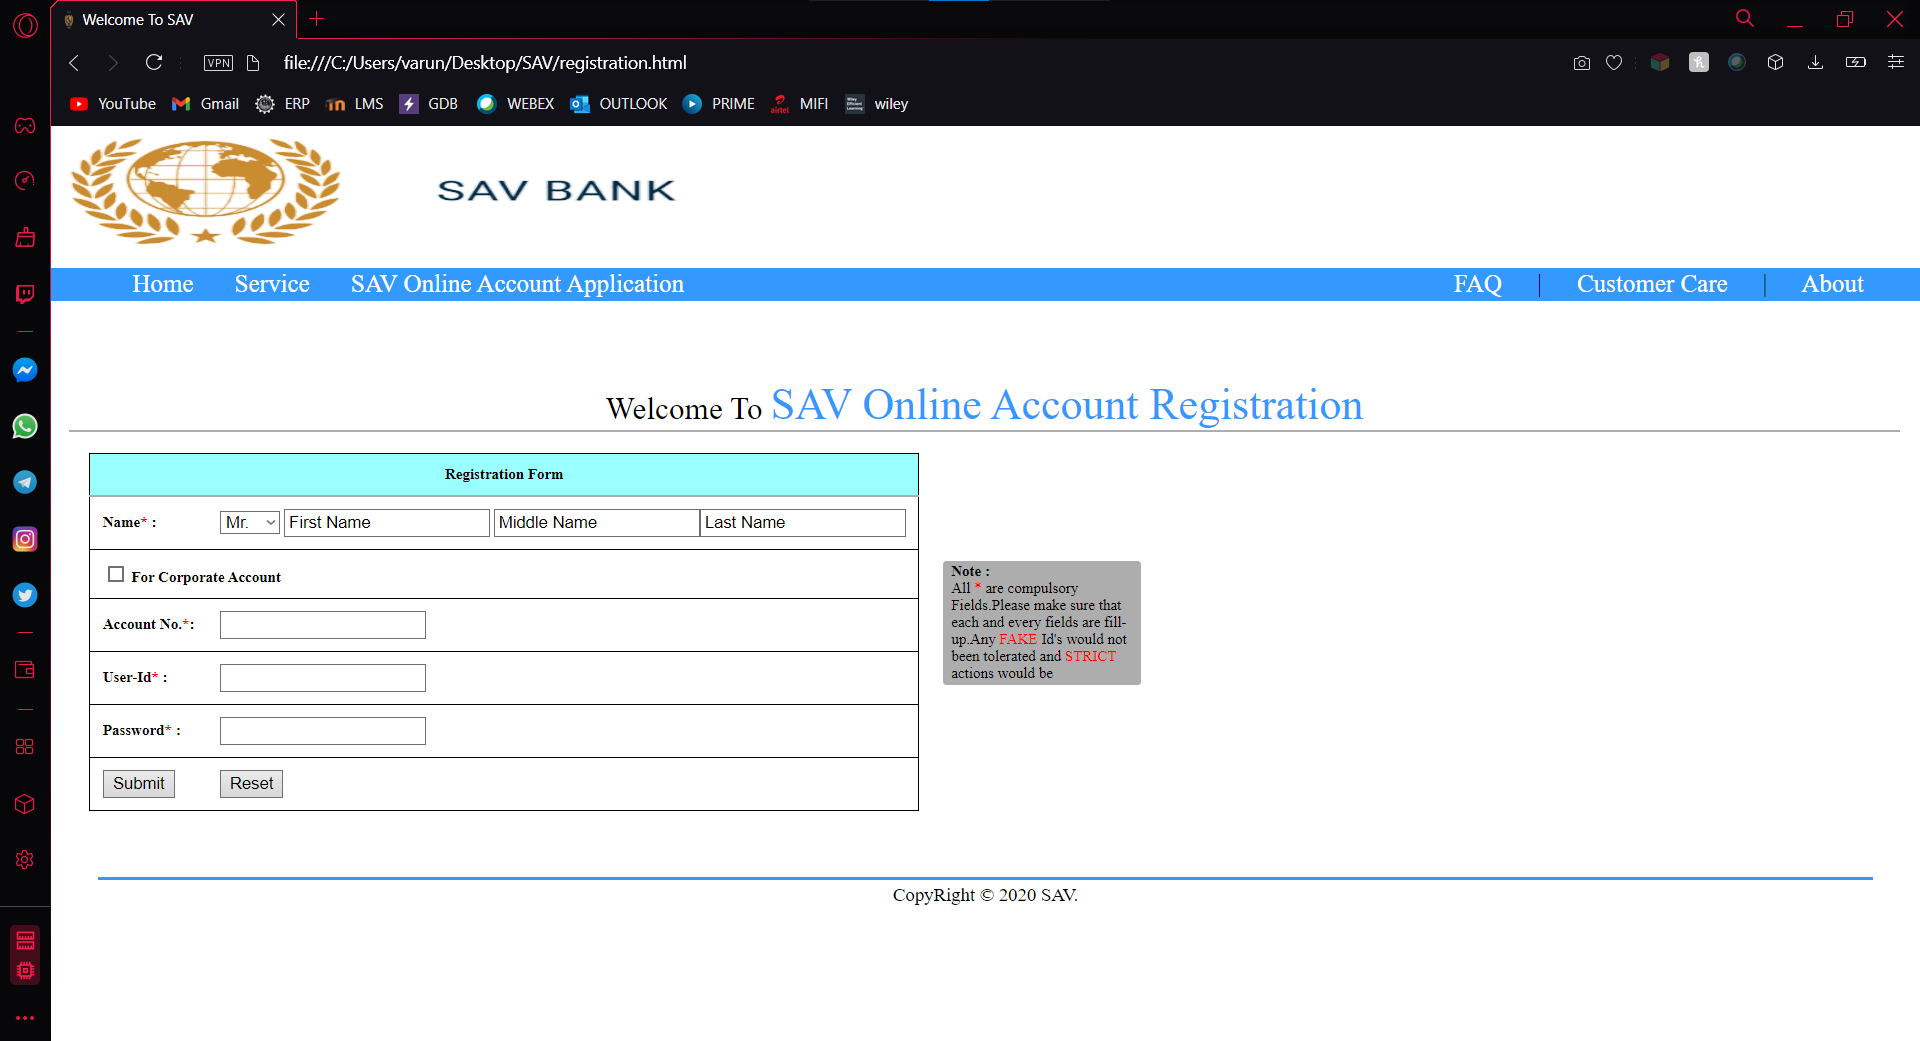 Welcome To SAV
VPN
file:///C:/Users/varun/Desktop/SAV/registration.html
YouTube Gmail ERP LMS GDB WEBEX OUTLOOK PRIME airtel MIFI wiley
SAV BANK
Home Service SAV Online Account Application FAQ | Customer Care | About
Welcome To SAV Online Account Registration
Registration Form
Name* : Mr. First Name Middle Name Last Name
For Corporate Account
Account No.*:
User-Id* :
Password* :
Submit Reset
Note :
All * are compulsory
Fields.Please make sure that
each and every fields are fill-
up.Any FAKE Id's would not
been tolerated and STRICT
actions would be
CopyRight © 2020 SAV.